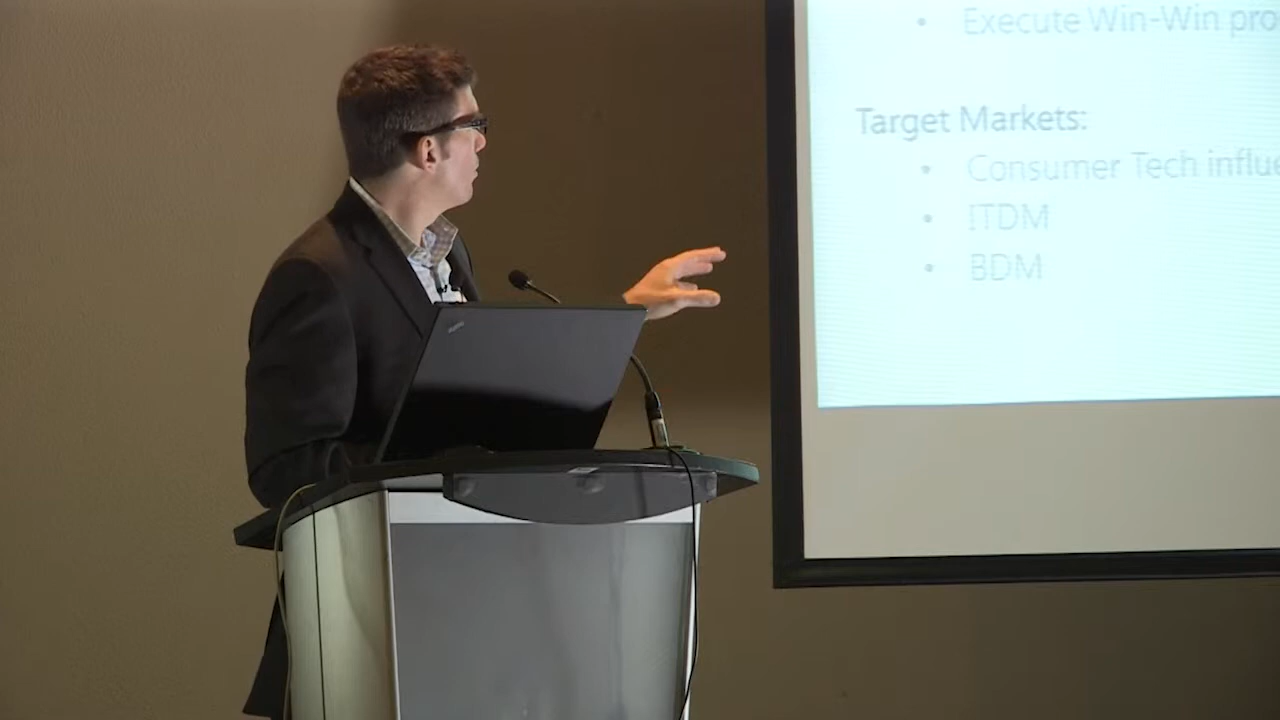 • Execute Win-Win pro
Target Markets:
• Consumer Tech influe
• ITDM
• BDM